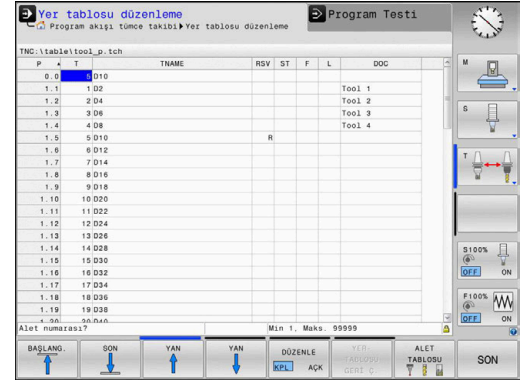 Yer tablosu düzenleme
Program akışı tümce takibi Yer tablosu düzenleme
Program Testi
TNC:\table\tool_p.tch
P T TNAME RSV ST F L DOC
0.0 5 D10
1.1 1 D2 Tool 1
1.2 2 D4 Tool 2
1.3 3 D6 Tool 3
1.4 4 D8 Tool 4
1.5 5 D10 R
1.6 6 D12
1.7 7 D14
1.8 8 D16
1.9 9 D18
1.10 10 D20
1.11 11 D22
1.12 12 D24
1.13 13 D26
1.14 14 D28
1.15 15 D30
1.16 16 D32
1.17 17 D34
1.18 18 D36
1.19 19 D38
1.20 20 D40
Alet numarası? Min 1, Maks. 99999
M
S
T
S100%
OFF ON
F100%
OFF ON
BAŞLANG. SON YAN YAN DÜZENLE YER ALET SON
TABLOSU TABLOSU
KPL AÇK GERİ Ç.